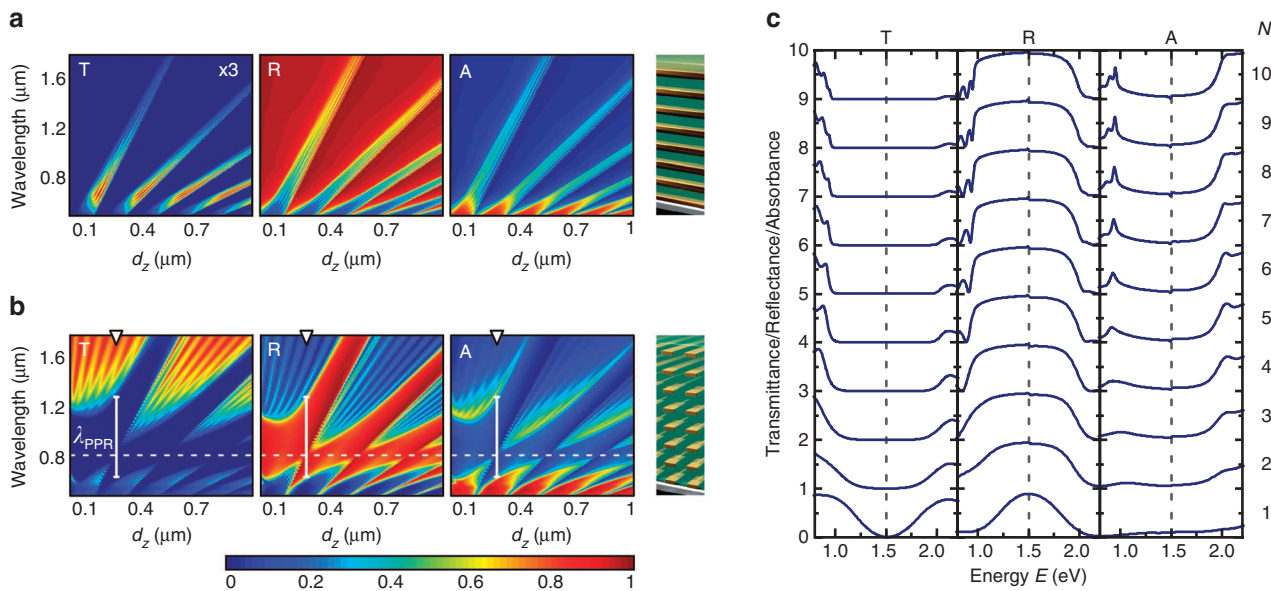 a
T x3 R A
Wavelength (μm)
1.6
1.2
0.8
0.1 0.4 0.7 0.1 0.4 0.7 0.1 0.4 0.7 1
d_z (μm) d_z (μm) d_z (μm)
b
T R A
Wavelength (μm)
1.6
1.2
0.8
λPPR
0.1 0.4 0.7 0.1 0.4 0.7 0.1 0.4 0.7 1
d_z (μm) d_z (μm) d_z (μm)
0 0.2 0.4 0.6 0.8 1
c
T R A N
Transmittance/Reflectance/Absorbance
10
9 10
8 9
7 8
6 7
5 6
4 5
3 4
2 3
1 2
0 1
1.0 1.5 2.0 1.0 1.5 2.0 1.0 1.5 2.0
Energy E (eV)